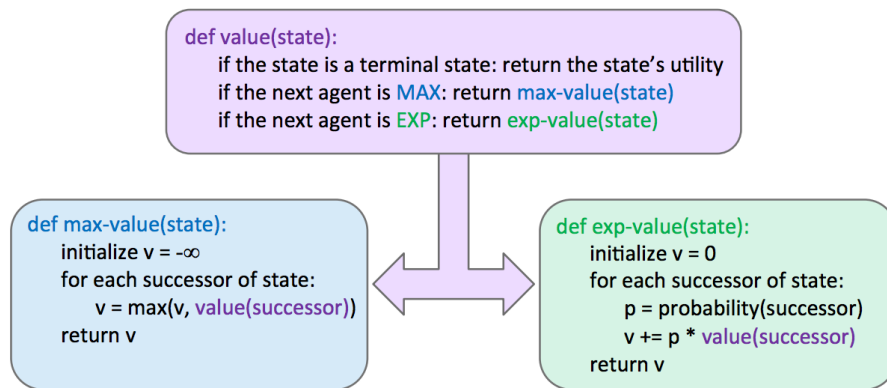 def value(state):
if the state is a terminal state: return the state’s utility
if the next agent is MAX: return max-value(state)
if the next agent is EXP: return exp-value(state)
def max-value(state):
initialize v = -∞
for each successor of state:
v = max(v, value(successor))
return v
def exp-value(state):
initialize v = 0
for each successor of state:
p = probability(successor)
v += p * value(successor)
return v